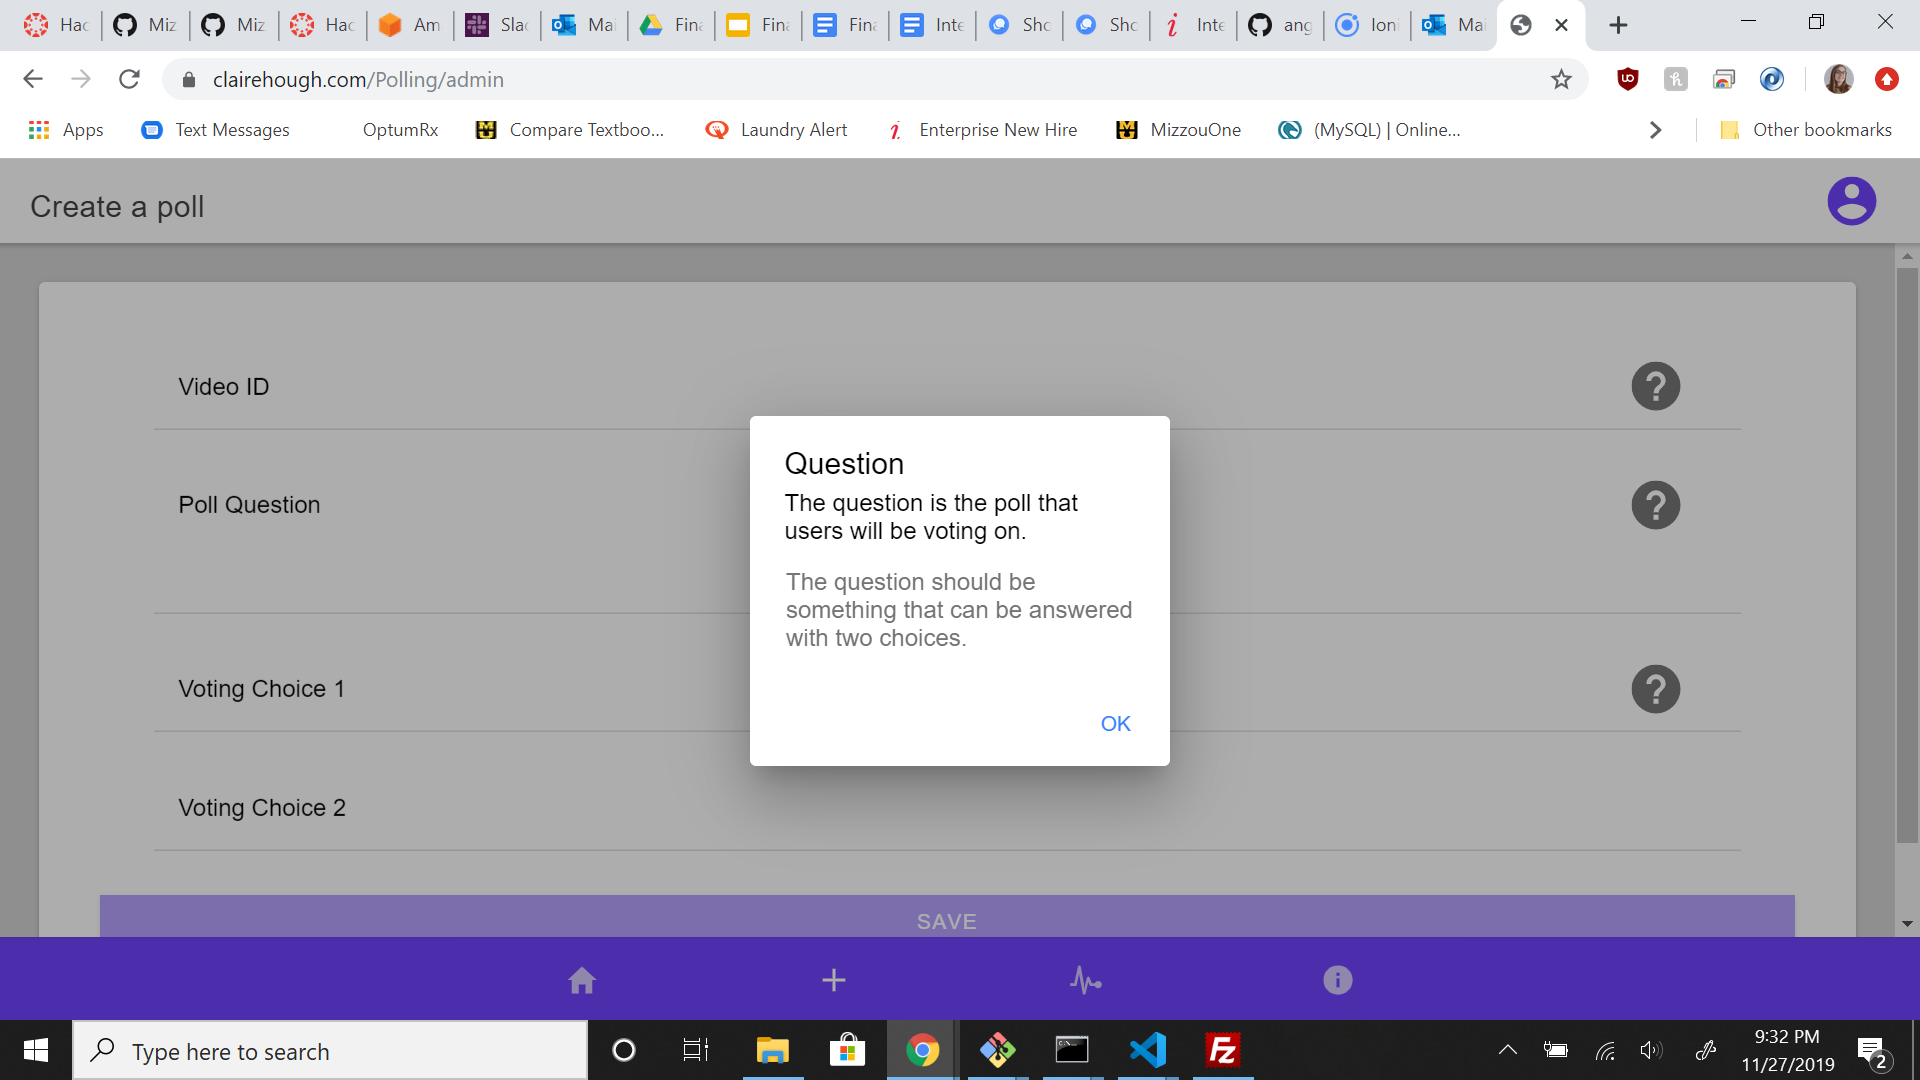 Hac
Miz
Miz
Hac
Am
Slac
Mai
Fina
Fina
Fina
Inte
Sho
Sho
Inte
ang
Ioni
Mai
clairehough.com/Polling/admin
Apps
Text Messages
OptumRx
Compare Textboo...
Laundry Alert
Enterprise New Hire
MizzouOne
(MySQL) | Online...
Other bookmarks
Create a poll
Video ID
?
Poll Question
?
Voting Choice 1
?
Voting Choice 2
Question
The question is the poll that
users will be voting on.
The question should be
something that can be answered
with two choices.
OK
SAVE
Type here to search
9:32 PM
11/27/2019
2